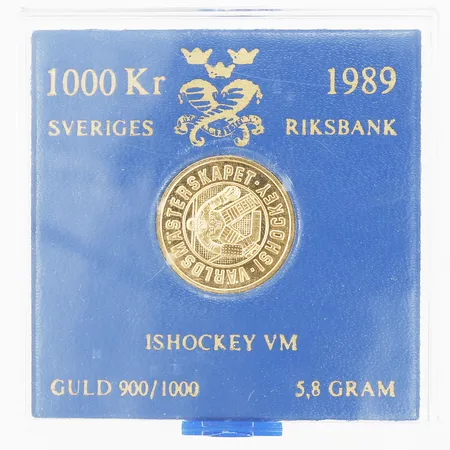 1000 Kr 1989
SVERIGES RIKSBANK
VÄRLDSMÄSTERSKAPET · ISHOCKEY ·
ISHOCKEY VM
GULD 900/1000 5,8 GRAM